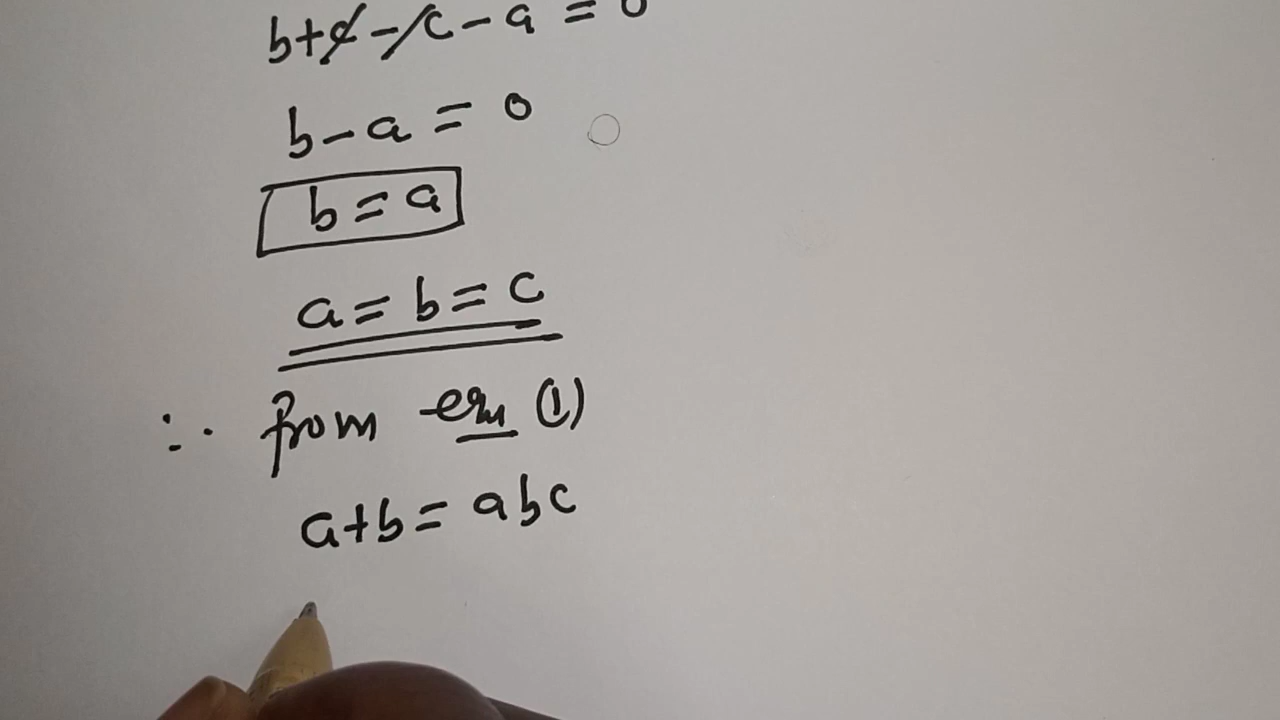 b+c-c-a=0
b-a=0
b=a
a=b=c
∴ from eqn (1)
a+b=abc